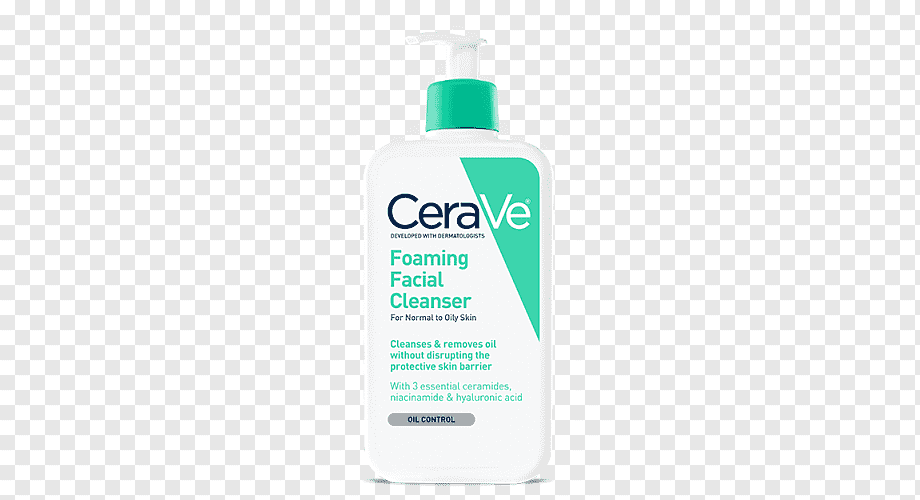 CeraVe®
DEVELOPED WITH DERMATOLOGISTS
Foaming
Facial
Cleanser
For Normal to Oily Skin
Cleanses & removes oil
without disrupting the
protective skin barrier
With 3 essential ceramides,
niacinamide & hyaluronic acid
OIL CONTROL